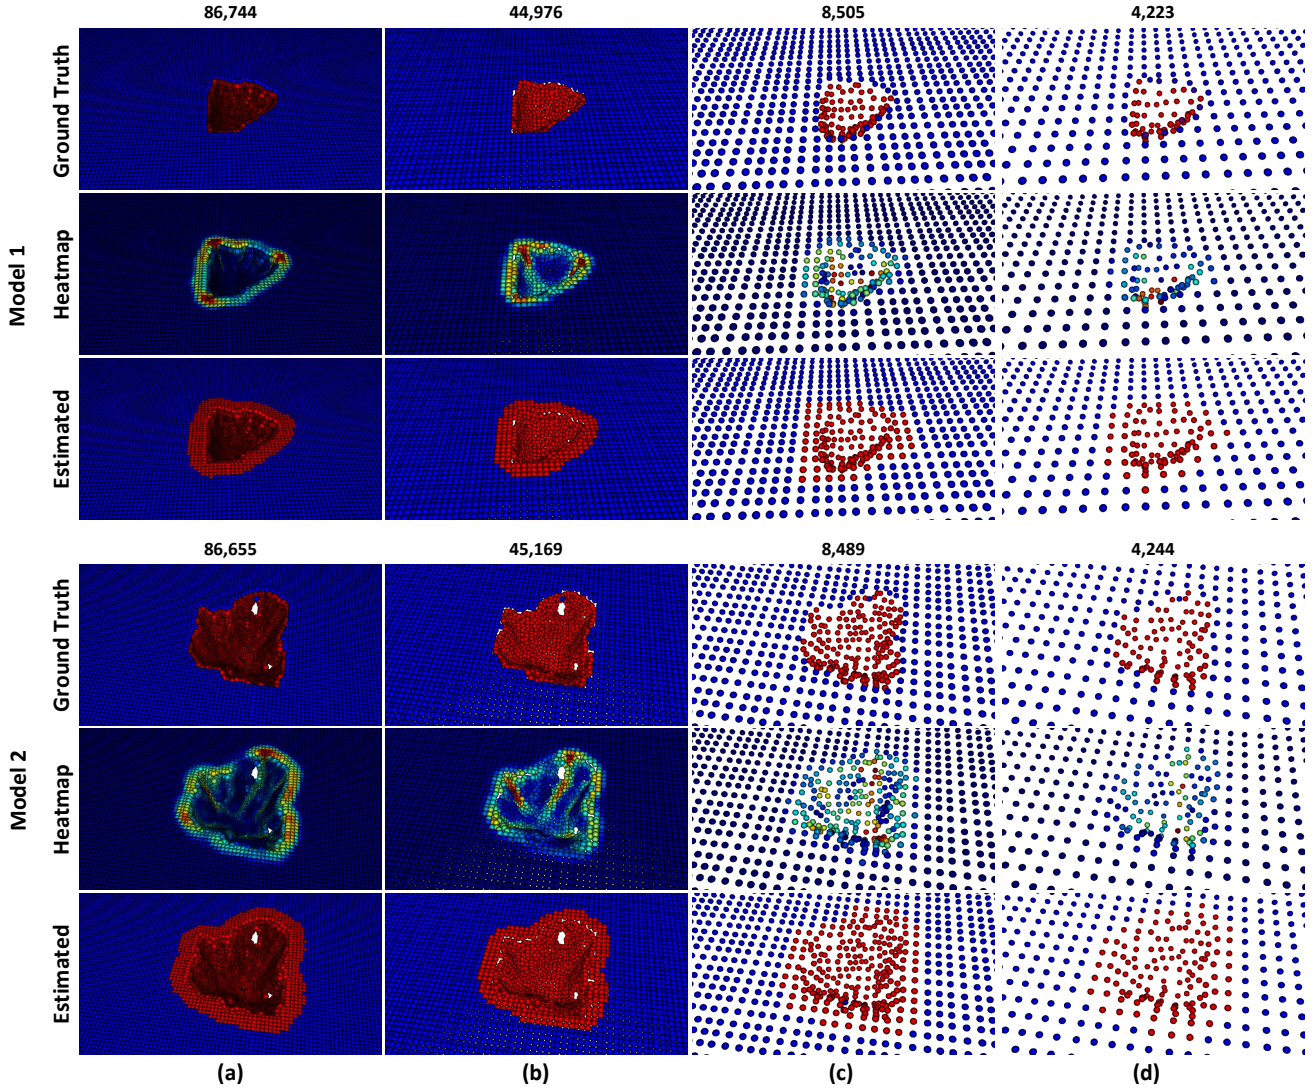 86,744 44,976 8,505 4,223
Ground Truth
Model 1
Heatmap
Estimated
86,655 45,169 8,489 4,244
Ground Truth
Model 2
Heatmap
Estimated
(a) (b) (c) (d)